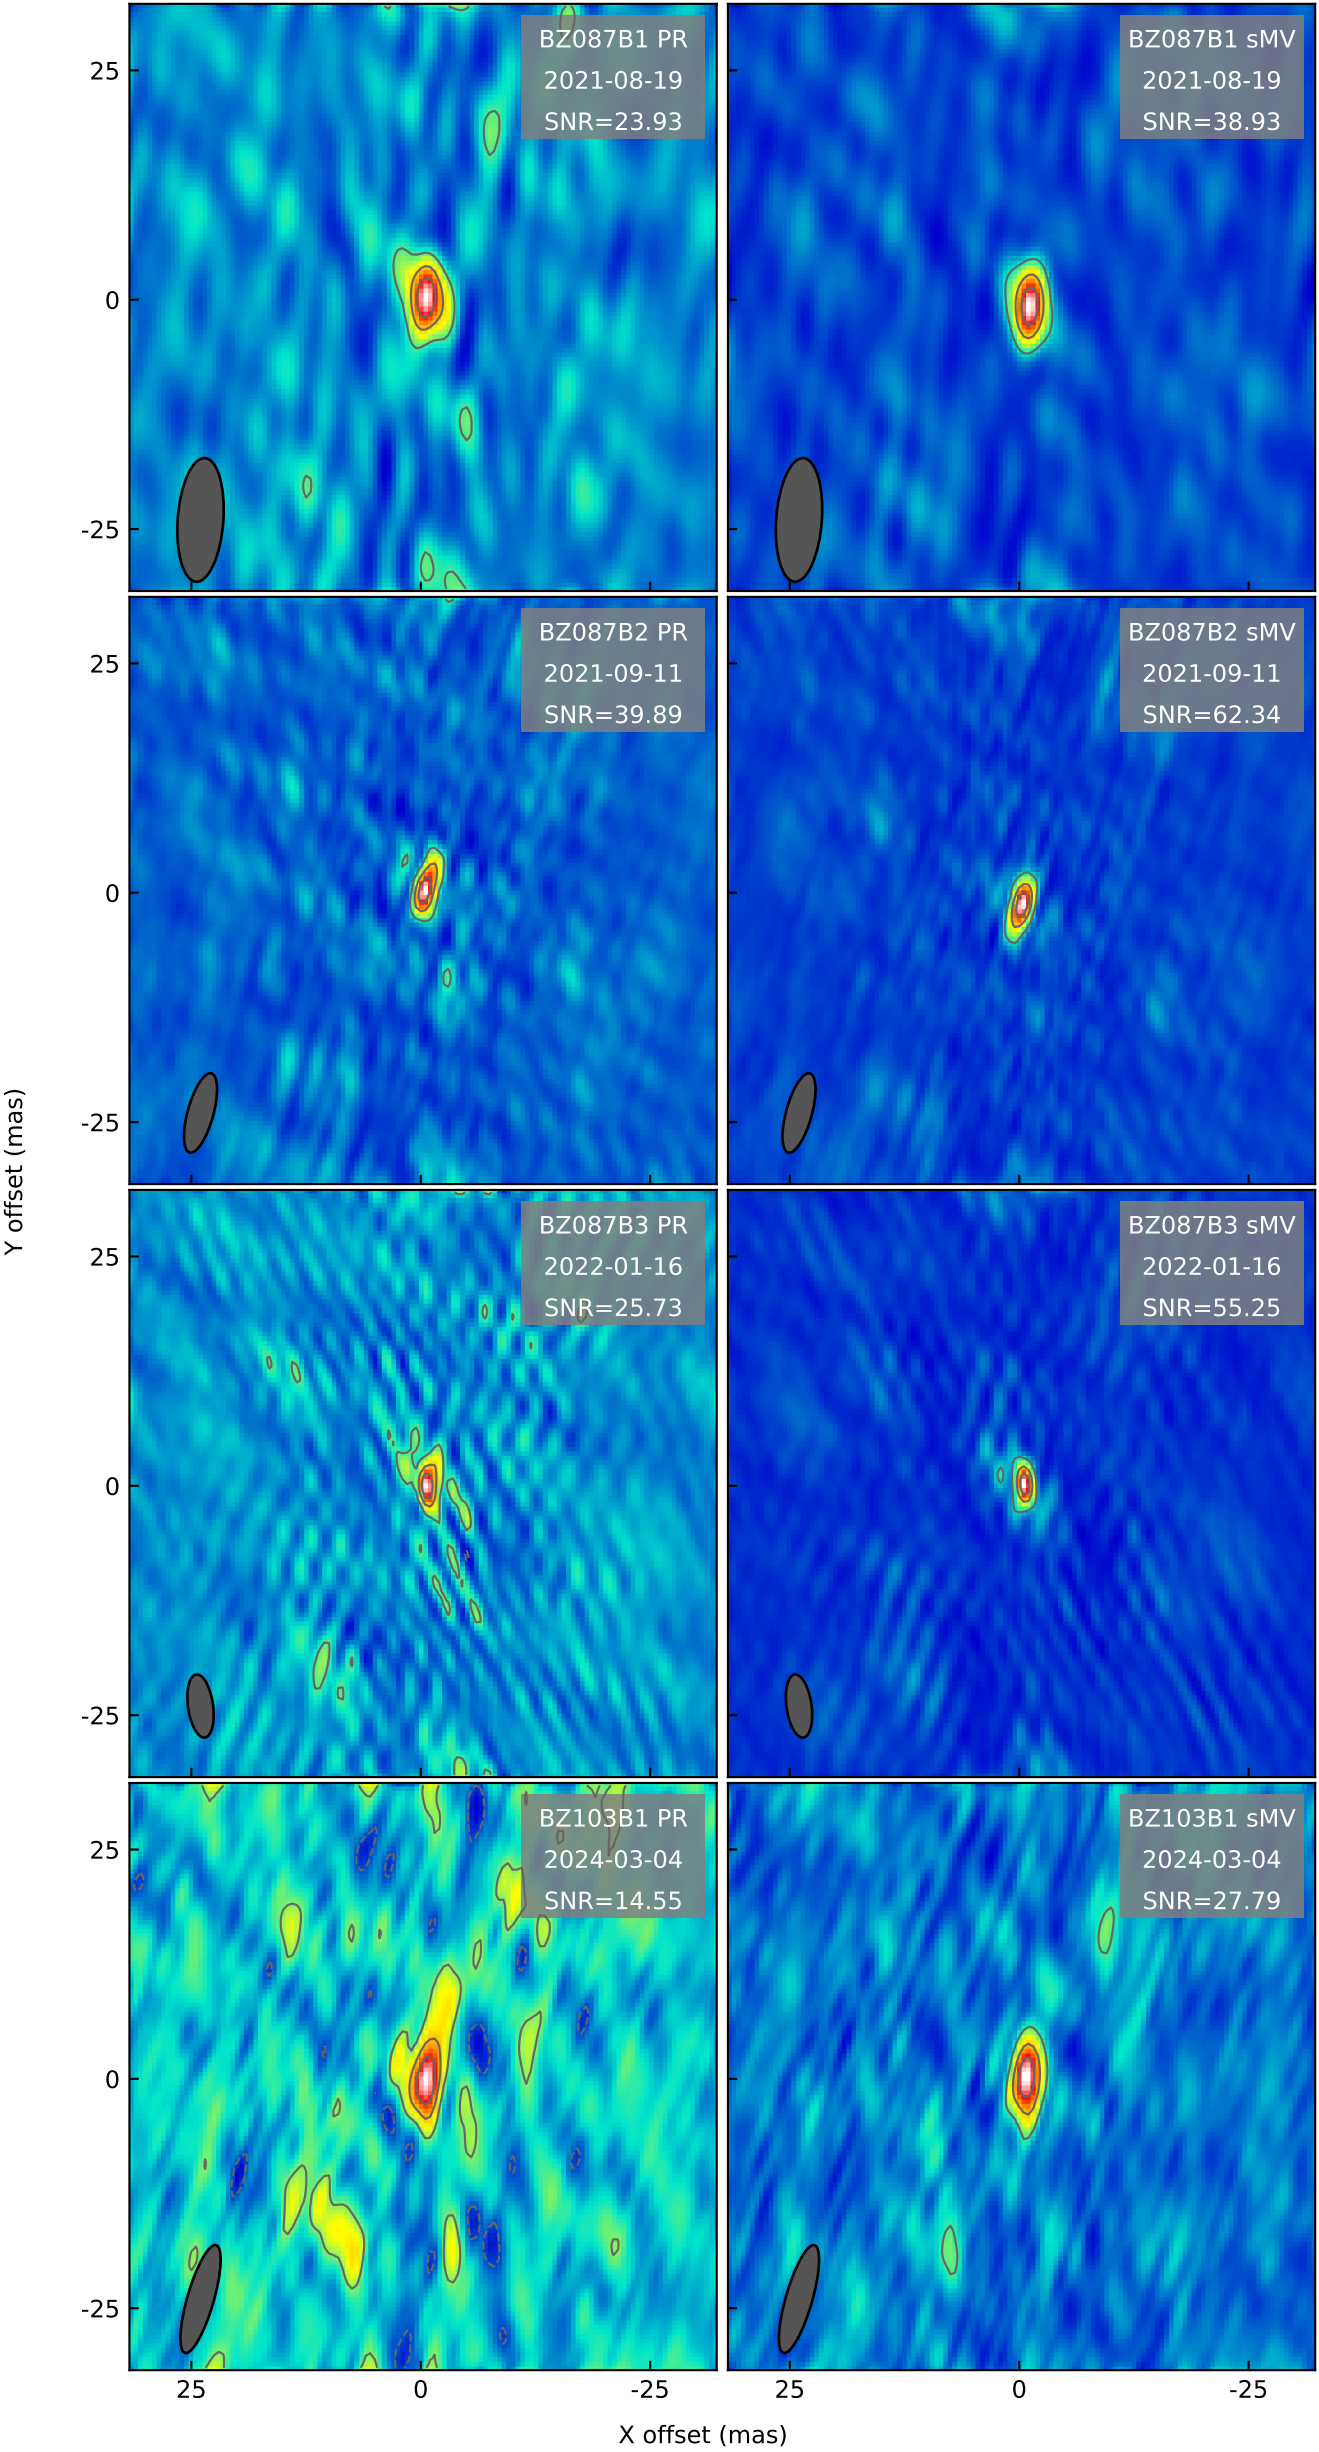 BZ087B1 PR
2021-08-19
SNR=23.93
BZ087B1 sMV
2021-08-19
SNR=38.93
25
0
-25
BZ087B2 PR
2021-09-11
SNR=39.89
BZ087B2 sMV
2021-09-11
SNR=62.34
25
0
-25
Y offset (mas)
BZ087B3 PR
2022-01-16
SNR=25.73
BZ087B3 sMV
2022-01-16
SNR=55.25
25
0
-25
BZ103B1 PR
2024-03-04
SNR=14.55
BZ103B1 sMV
2024-03-04
SNR=27.79
25
0
-25
25 0 -25 25 0 -25
X offset (mas)